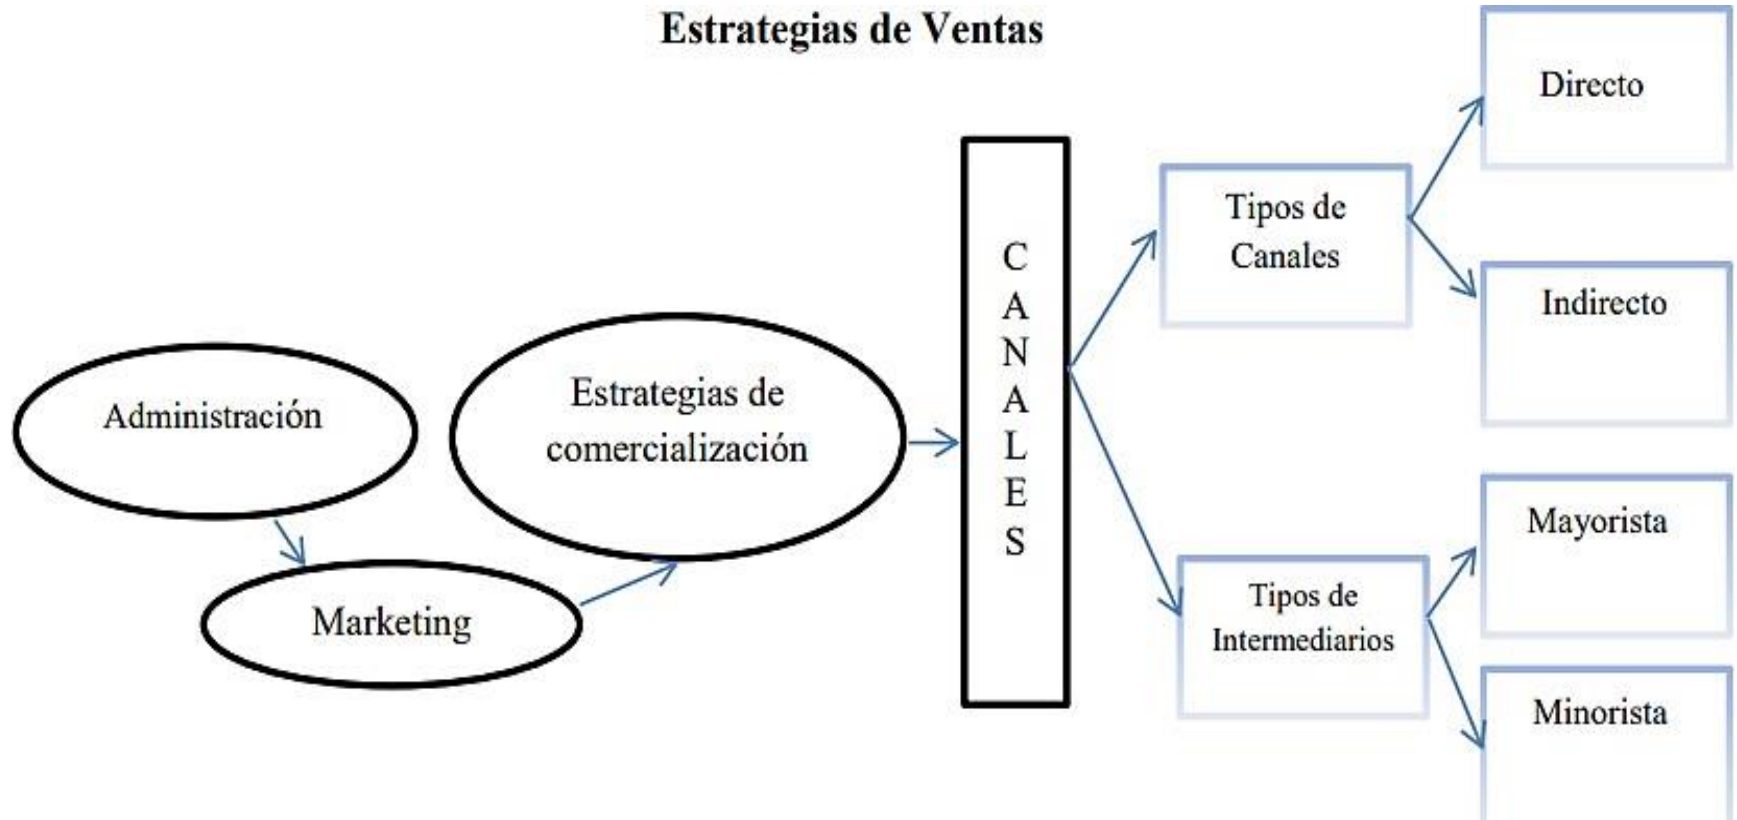 Estrategias de Ventas
Administración
Marketing
Estrategias de
comercialización
C
A
N
A
L
E
S
Tipos de
Canales
Directo
Indirecto
Tipos de
Intermediarios
Mayorista
Minorista